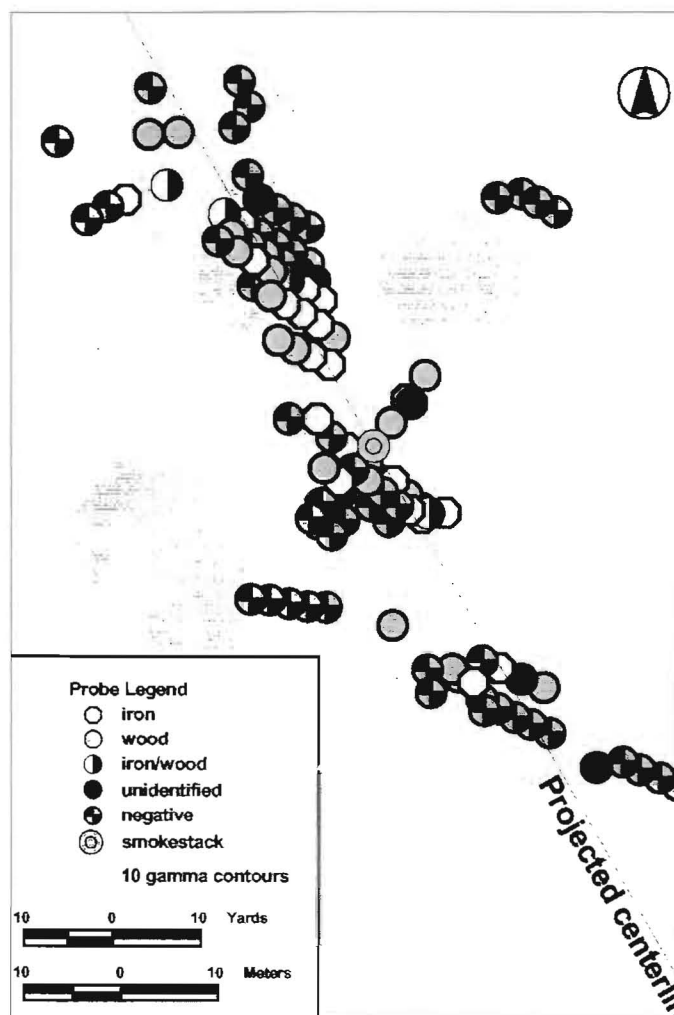 Probe Legend
iron
wood
iron/wood
unidentified
negative
smokestack
10 gamma contours
10 0 10 Yards
10 0 10 Meters
Projected